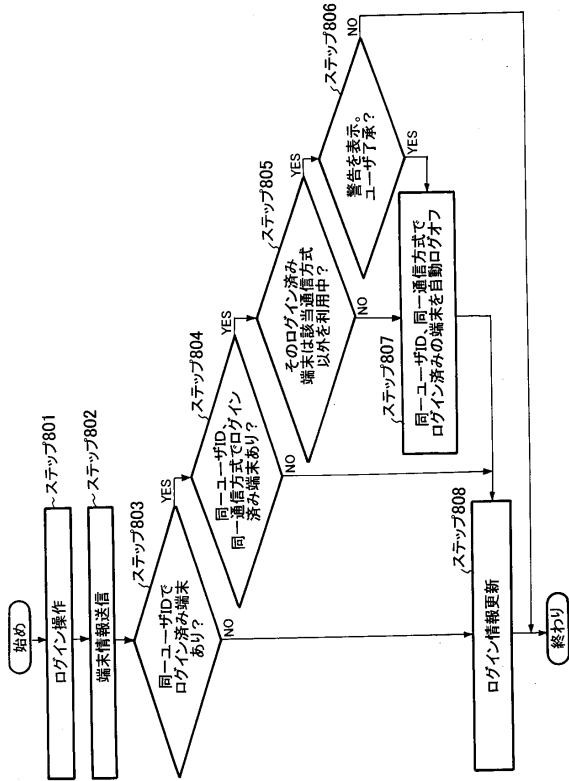 始め
ステップ801
ログイン操作
ステップ802
端末情報送信
ステップ803
同一ユーザIDで
ログイン済み端末
あり？
YES
NO
ステップ804
同一ユーザID、
同一通信方式でログイン
済み端末あり？
YES
NO
ステップ805
そのログイン済み
端末は該当通信方式
以外を利用中？
YES
NO
ステップ806
警告を表示。
ユーザ了承？
NO
YES
ステップ807
同一ユーザID、同一通信方式で
ログイン済みの端末を自動ログオフ
ステップ808
ログイン情報更新
終わり